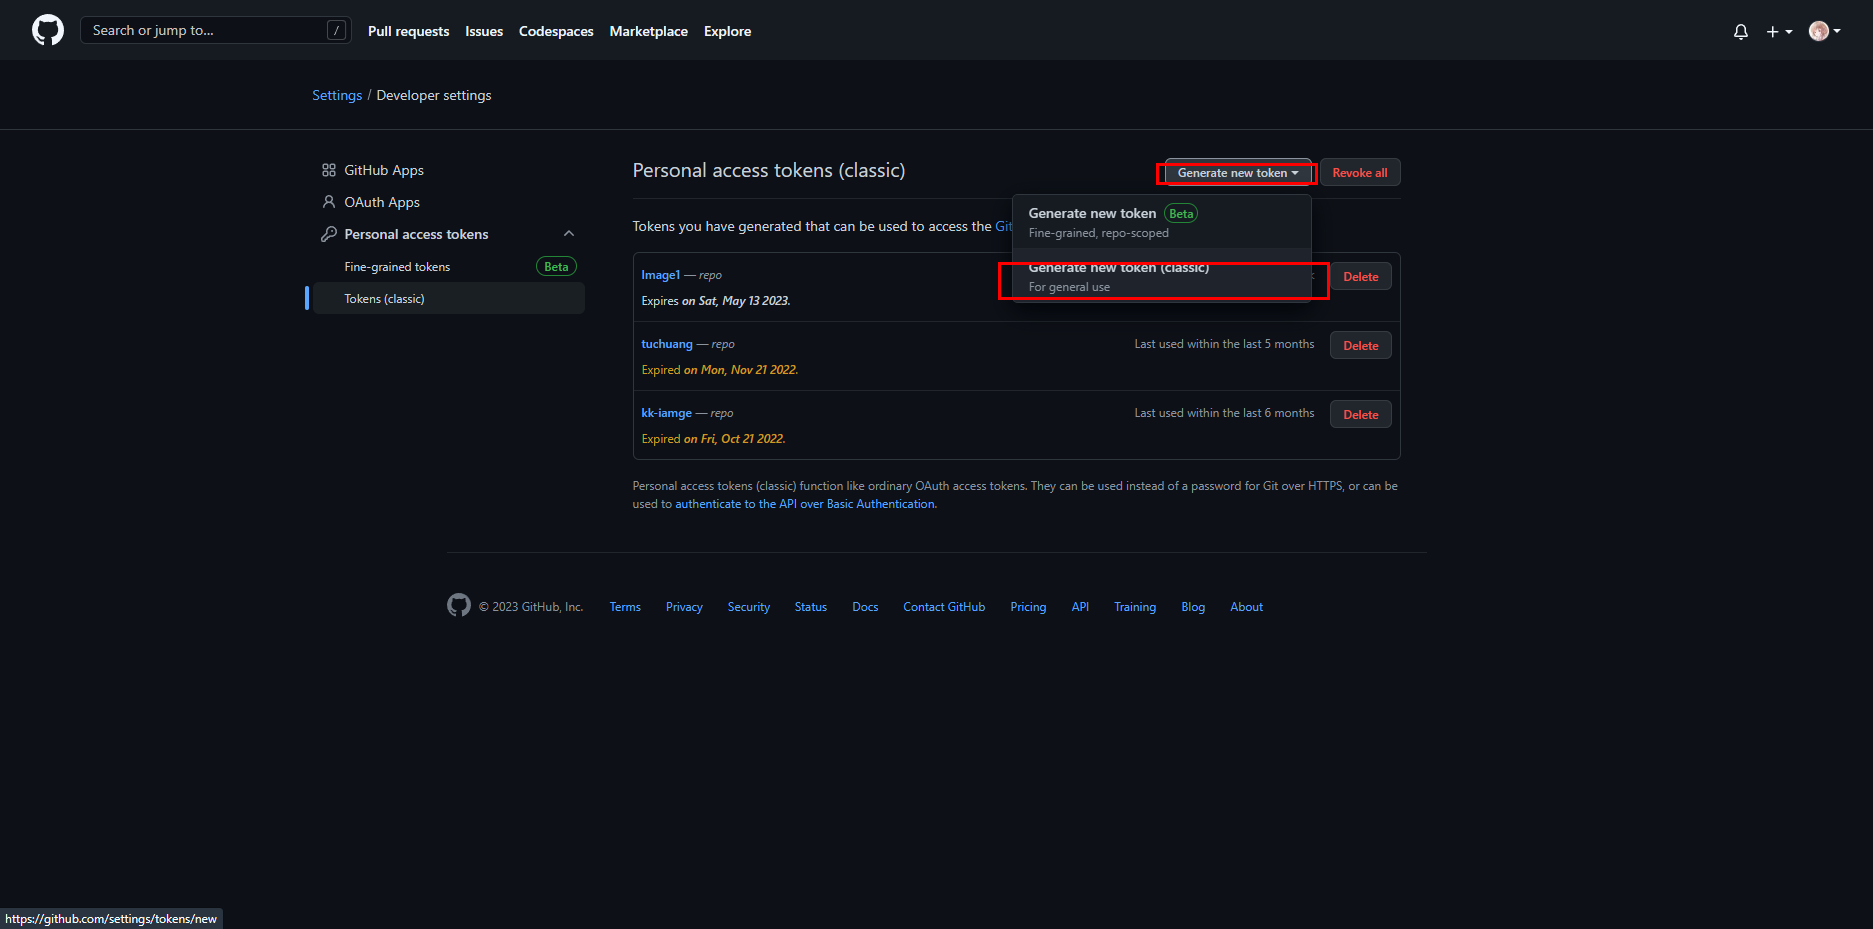 Search or jump to... /
Pull requests Issues Codespaces Marketplace Explore
Settings / Developer settings
GitHub Apps
OAuth Apps
Personal access tokens
Fine-grained tokens Beta
Tokens (classic)
Personal access tokens (classic)
Generate new token
Revoke all
Generate new token Beta
Fine-grained, repo-scoped
Generate new token (classic)
For general use
Tokens you have generated that can be used to access the Git
Image1 — repo
Delete
Expires on Sat, May 13 2023.
tuchuang — repo
Last used within the last 5 months
Delete
Expired on Mon, Nov 21 2022.
kk-iamge — repo
Last used within the last 6 months
Delete
Expired on Fri, Oct 21 2022.
Personal access tokens (classic) function like ordinary OAuth access tokens. They can be used instead of a password for Git over HTTPS, or can be
used to authenticate to the API over Basic Authentication.
© 2023 GitHub, Inc. Terms Privacy Security Status Docs Contact GitHub Pricing API Training Blog About
https://github.com/settings/tokens/new